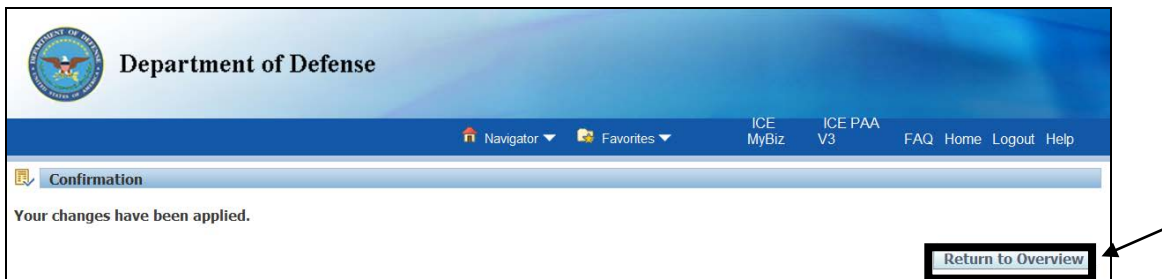 Department of Defense
Navigator Favorites ICE MyBiz ICE PAA V3 FAQ Home Logout Help
Confirmation
Your changes have been applied.
Return to Overview